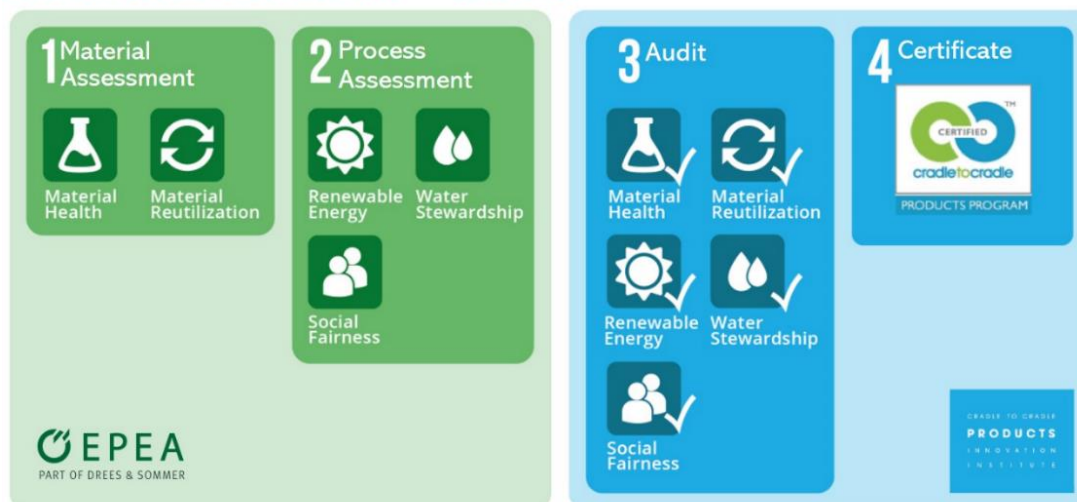 1 Material
Assessment
Material
Health
Material
Reutilization
2 Process
Assessment
Renewable
Energy
Water
Stewardship
Social
Fairness
EPEA
PART OF DREES & SOMMER
3 Audit
Material
Health
Material
Reutilization
Renewable
Energy
Water
Stewardship
Social
Fairness
4 Certificate
TM
CERTIFIED
cradletocradle
PRODUCTS PROGRAM
CRADLE TO CRADLE
PRODUCTS
INNOVATION
INSTITUTE